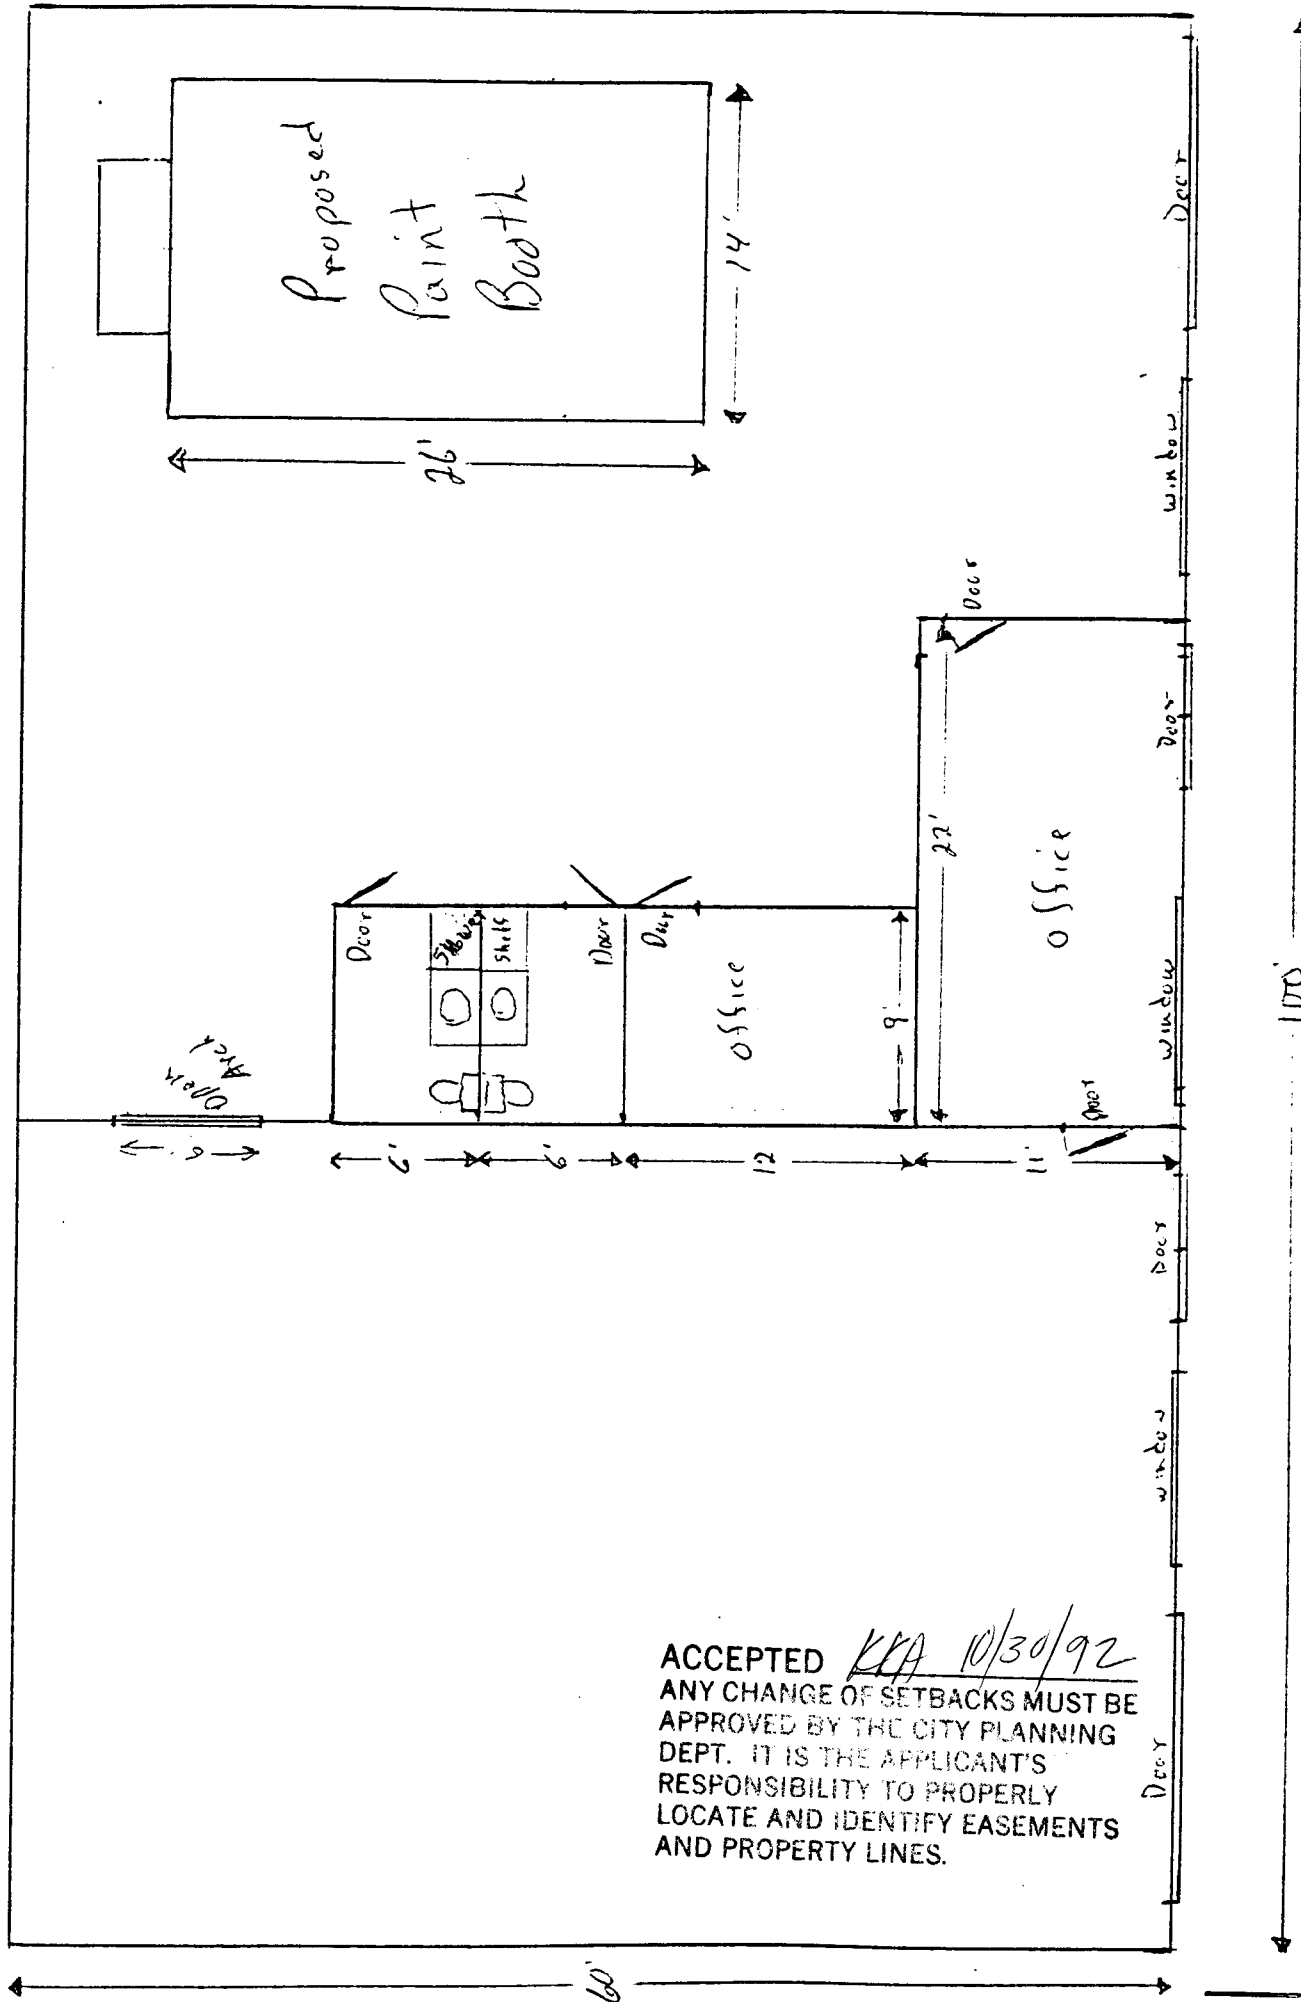 Proposed
Paint
Booth
26'
14'
Open
Arch
6'
Door
Shower
Shelf
Door
Door
6'
6'
12
11'
Office
9'
22'
Office
Door
Door
Door
window
Door
window
Door
window
Door
60'
100'
ACCEPTED KKA 10/30/92
ANY CHANGE OF SETBACKS MUST BE
APPROVED BY THE CITY PLANNING
DEPT. IT IS THE APPLICANT'S
RESPONSIBILITY TO PROPERLY
LOCATE AND IDENTIFY EASEMENTS
AND PROPERTY LINES.